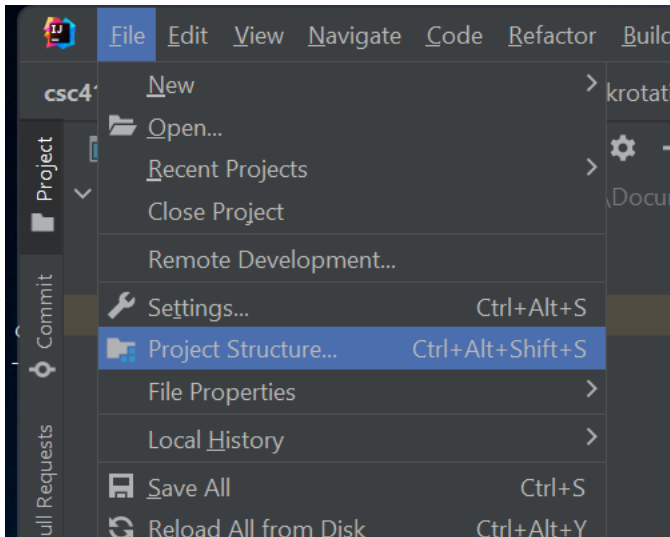 IJ
File Edit View Navigate Code Refactor
New
krotat
Open...
Recent Projects
Close Project
Remote Development...
Settings... Ctrl+Alt+S
Project Structure... Ctrl+Alt+Shift+S
File Properties
Local History
Save All Ctrl+S
Reload All from Disk Ctrl+Alt+Y
Project
Commit
ull Requests